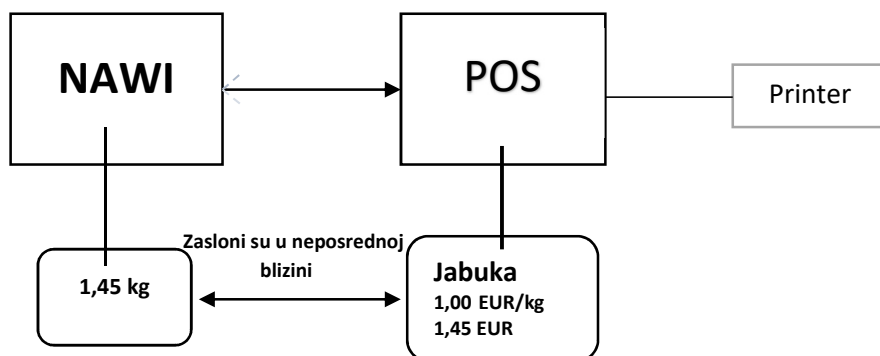 NAWI
POS
Printer
Zasloni su u neposrednoj
blizini
1,45 kg
Jabuka
1,00 EUR/kg
1,45 EUR